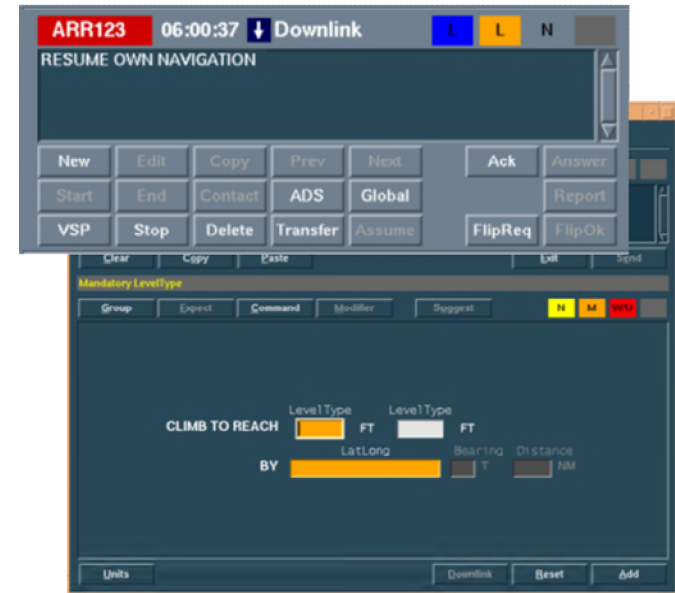 ARR123 06:00:37 Downlink L L N
RESUME OWN NAVIGATION
New Edit Copy Prev Next Ack Answer
Start End Contact ADS Global Report
VSP Stop Delete Transfer Assume FlipReq FlipOk
Clear Copy Paste Exit Send
Mandatory LevelType
Group Expect Command Modifier Suggest N M W/U
LevelType LevelType
CLIMB TO REACH FT FT
LatLong Bearing Distance
BY T NM
Units Downlink Reset Add